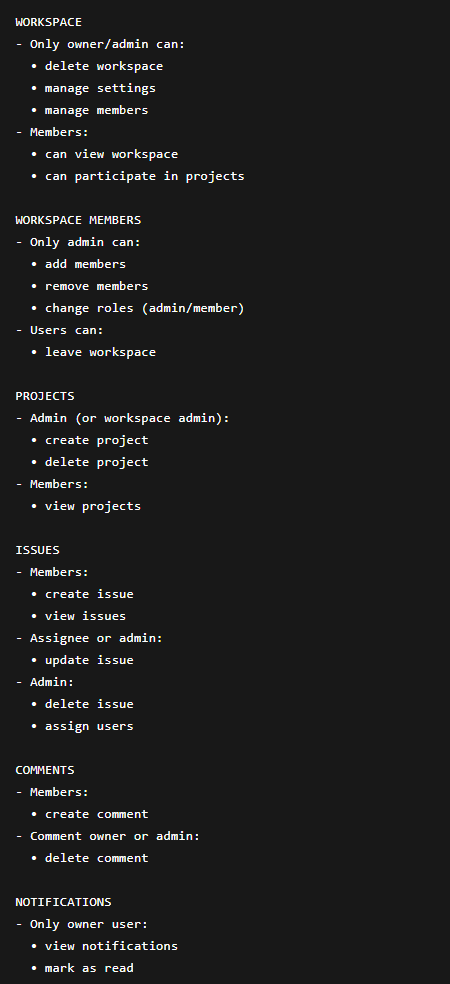 WORKSPACE
- Only owner/admin can:
• delete workspace
• manage settings
• manage members
- Members:
• can view workspace
• can participate in projects
WORKSPACE MEMBERS
- Only admin can:
• add members
• remove members
• change roles (admin/member)
- Users can:
• leave workspace
PROJECTS
- Admin (or workspace admin):
• create project
• delete project
- Members:
• view projects
ISSUES
- Members:
• create issue
• view issues
- Assignee or admin:
• update issue
- Admin:
• delete issue
• assign users
COMMENTS
- Members:
• create comment
- Comment owner or admin:
• delete comment
NOTIFICATIONS
- Only owner user:
• view notifications
• mark as read